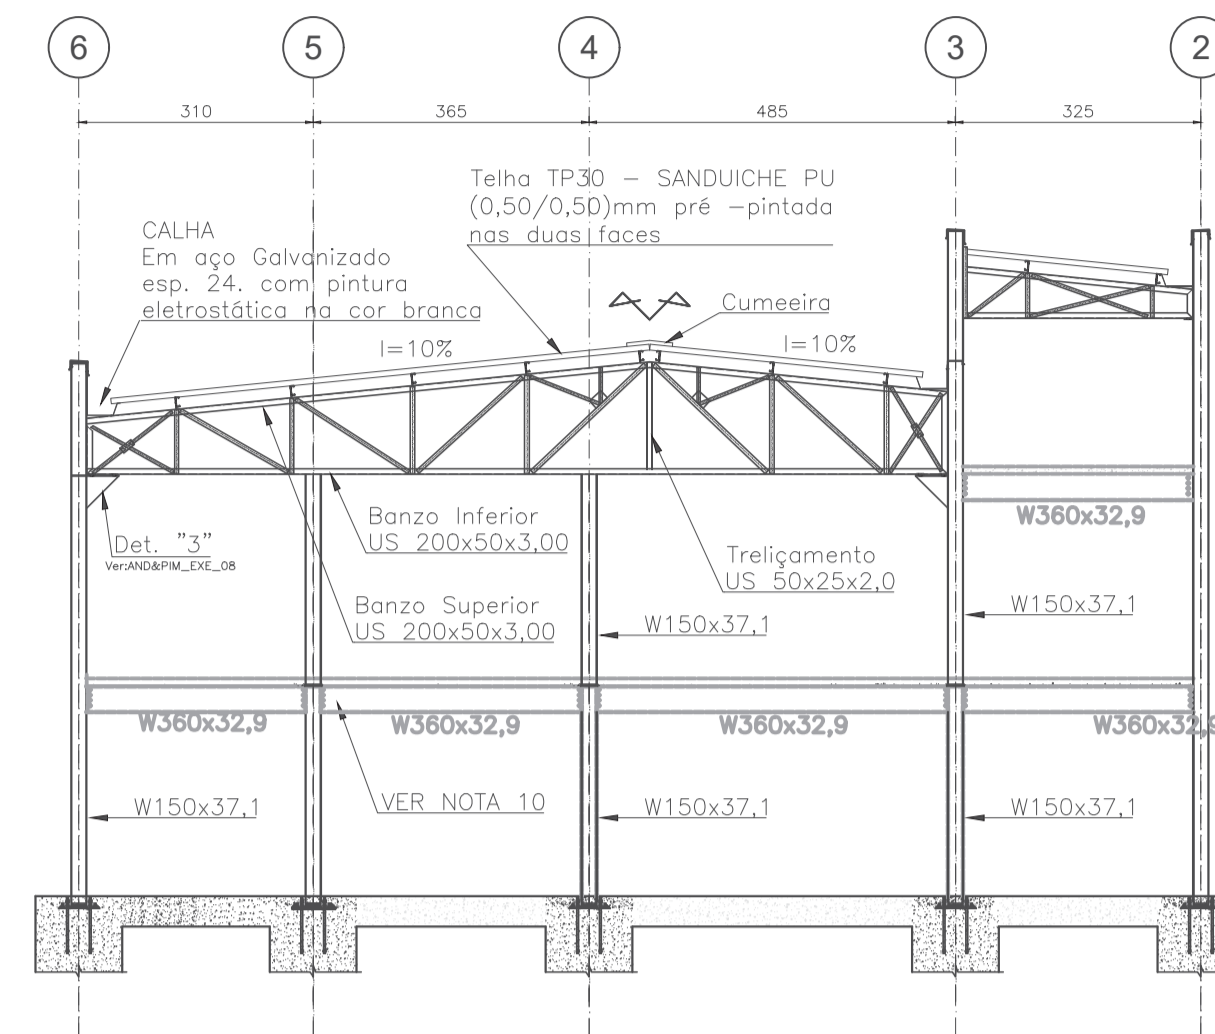 6 5 4 3 2
310 365 485 325
Telha TP30 – SANDUICHE PU
(0,50/0,50)mm pré –pintada
nas duas faces
CALHA
Em aço Galvanizado
esp. 24. com pintura
eletrostática na cor branca
Cumeeira
I=10%
I=10%
W360x32,9
Banzo Inferior
US 200x50x3,00
Det. "3"
Ver:AND&PIM_EXE_08
Treliçamento
US 50x25x2,0
Banzo Superior
US 200x50x3,00
W150x37,1
W150x37,1
W360x32,9
W360x32,9
W360x32,9
W360x32,9
VER NOTA 10
W150x37,1
W150x37,1
W150x37,1